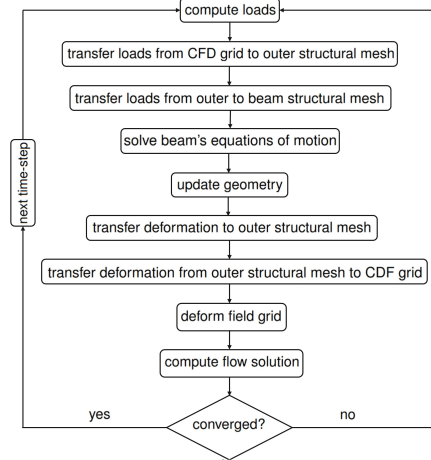 compute loads
transfer loads from CFD grid to outer structural mesh
transfer loads from outer to beam structural mesh
solve beam's equations of motion
next time-step
update geometry
transfer deformation to outer structural mesh
transfer deformation from outer structural mesh to CDF grid
deform field grid
compute flow solution
yes
converged?
no